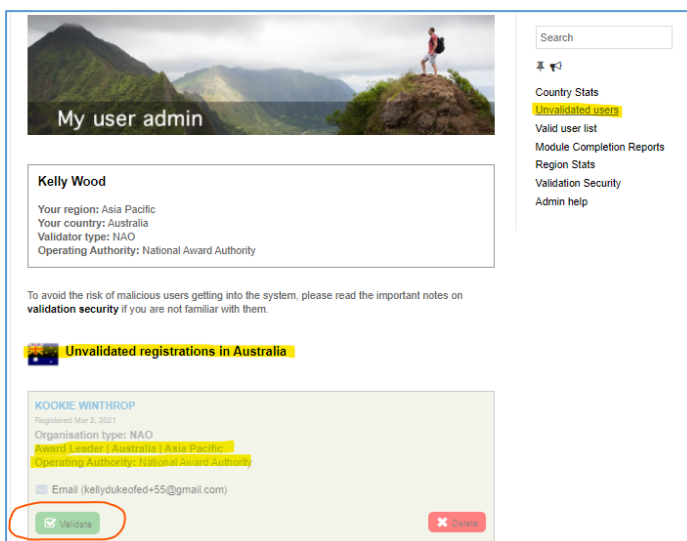 My user admin
Kelly Wood
Your region: Asia Pacific
Your country: Australia
Validator type: NAO
Operating Authority: National Award Authority
To avoid the risk of malicious users getting into the system, please read the important notes on
validation security if you are not familiar with them.
Unvalidated registrations in Australia
KOOKIE WINTHROP
Registered Mar 2, 2021
Organisation type: NAO
Award Leader | Australia | Asia Pacific
Operating Authority: National Award Authority
Email (kellydukeofed+55@gmail.com)
Validate
Delete
Search
Country Stats
Unvalidated users
Valid user list
Module Completion Reports
Region Stats
Validation Security
Admin help